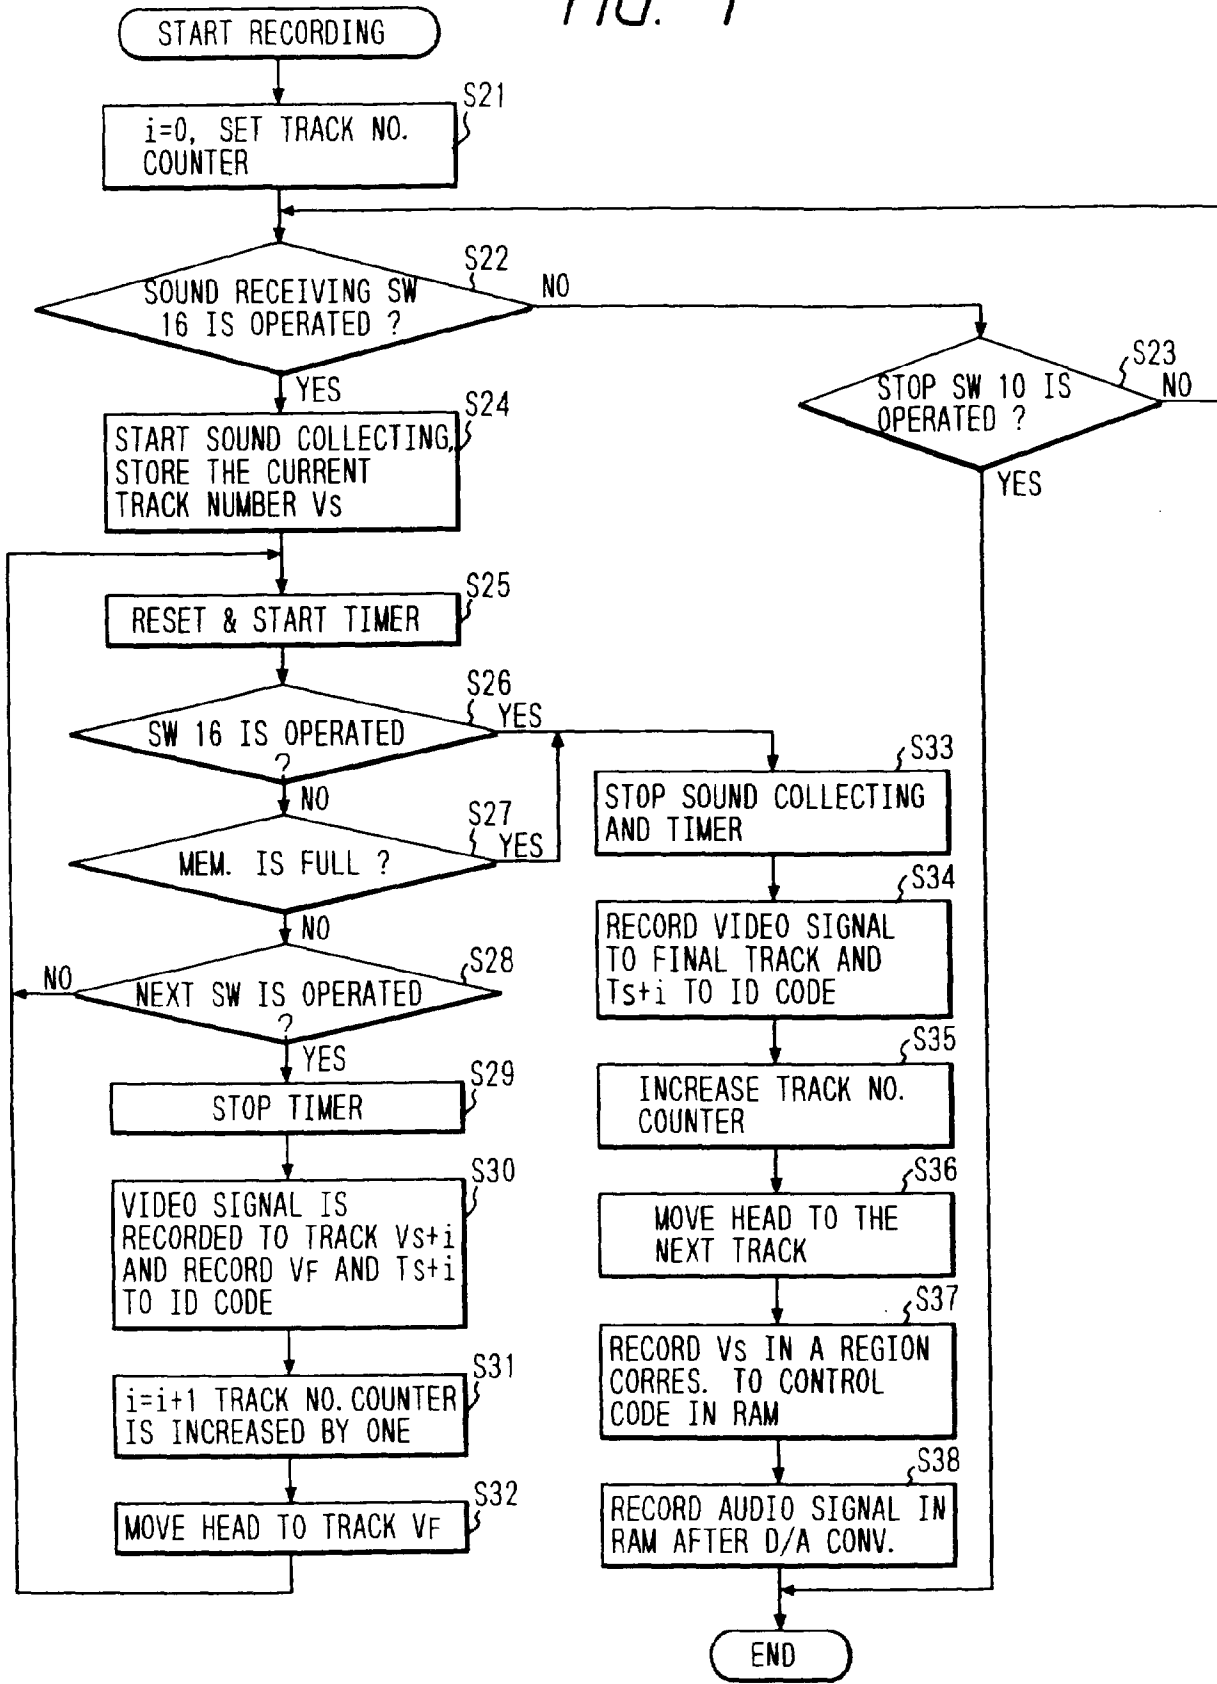 FIG. 7
START RECORDING
S21
i=0, SET TRACK NO.
COUNTER
S22
SOUND RECEIVING SW
16 IS OPERATED ?
NO
YES
S23
STOP SW 10 IS
OPERATED ?
NO
YES
S24
START SOUND COLLECTING,
STORE THE CURRENT
TRACK NUMBER Vs
S25
RESET & START TIMER
S26
SW 16 IS OPERATED
?
YES
NO
S27
MEM. IS FULL ?
YES
NO
S28
NEXT SW IS OPERATED
?
NO
YES
S29
STOP TIMER
S30
VIDEO SIGNAL IS
RECORDED TO TRACK Vs+i
AND RECORD VF AND Ts+i
TO ID CODE
S31
i=i+1 TRACK NO. COUNTER
IS INCREASED BY ONE
S32
MOVE HEAD TO TRACK VF
S33
STOP SOUND COLLECTING
AND TIMER
S34
RECORD VIDEO SIGNAL
TO FINAL TRACK AND
Ts+i TO ID CODE
S35
INCREASE TRACK NO.
COUNTER
S36
MOVE HEAD TO THE
NEXT TRACK
S37
RECORD Vs IN A REGION
CORRES. TO CONTROL
CODE IN RAM
S38
RECORD AUDIO SIGNAL IN
RAM AFTER D/A CONV.
END